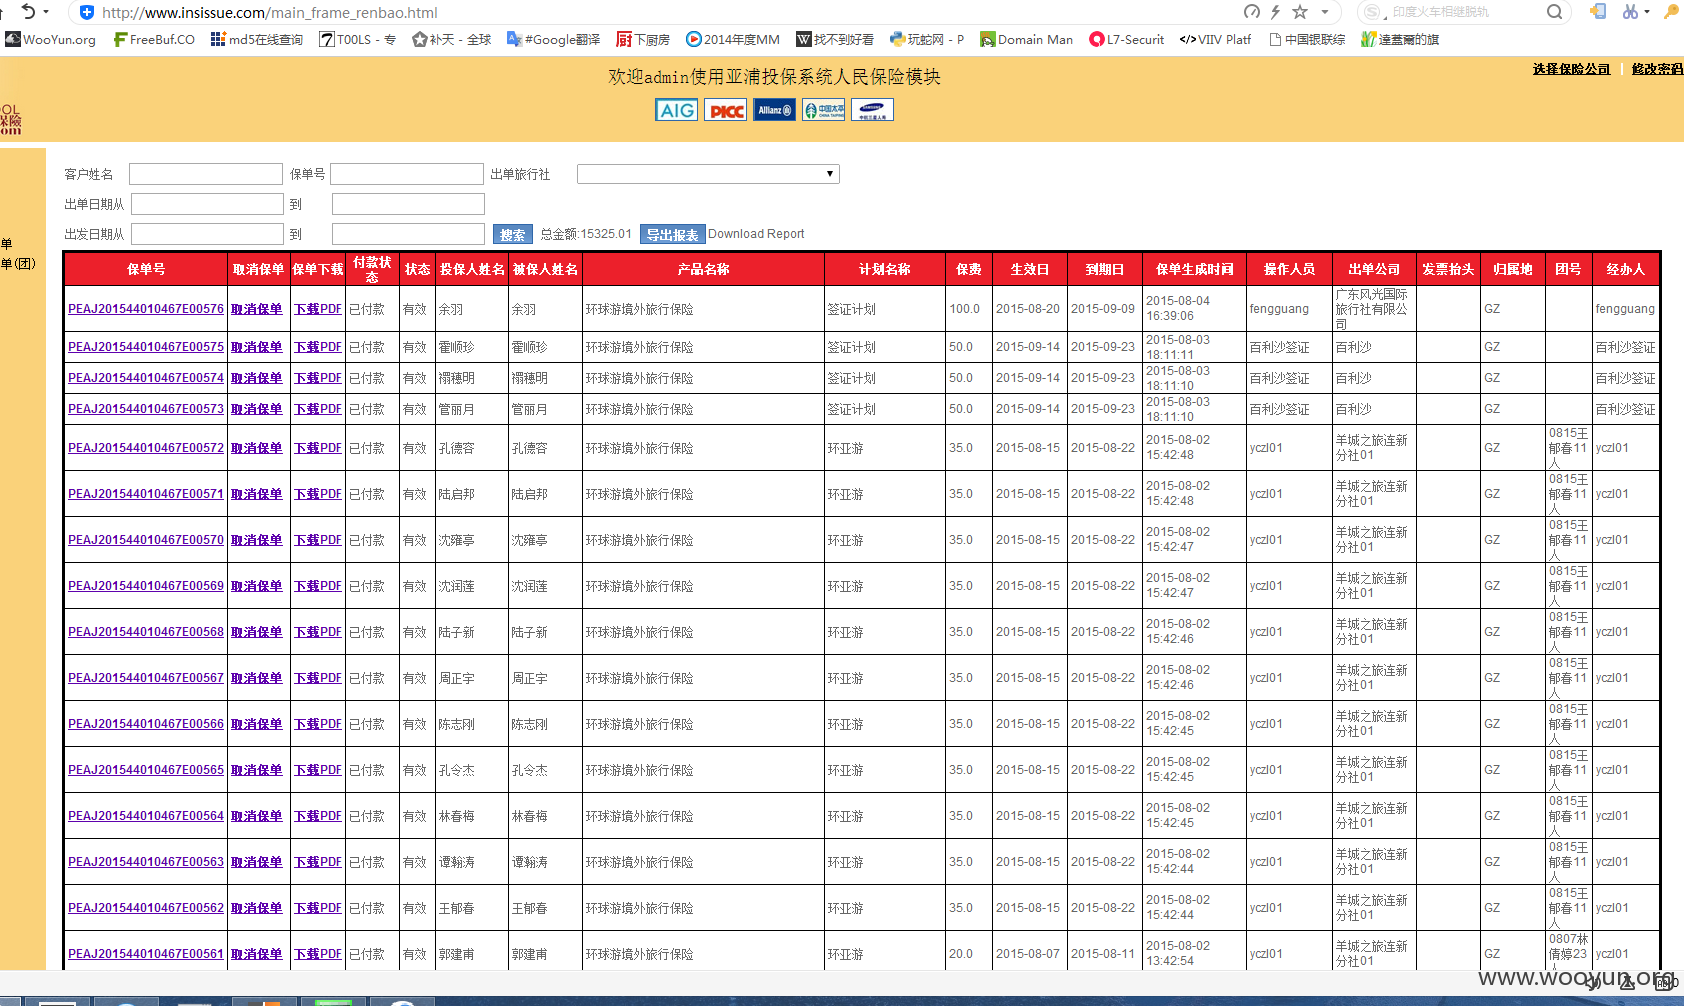 http://www.insissue.com/main_frame_renbao.html
印度火车相继脱轨
WooYun.org FreeBuf.CO md5在线查询 T00LS - 专 补天 - 全球 #Google翻译 下厨房 2014年度MM 找不到好看 玩蛇网 - P Domain Man L7-Securit VIIV Platf 中国银联综 達蓋爾的旗
欢迎admin使用亚浦投保系统人民保险模块
选择保险公司 修改密码
AIG PICC Allianz 中国太平 CHINA TAIPING SAMSUNG
OL
保險
om
单
单(团)
客户姓名 保单号 出单旅行社
出单日期从 到
出发日期从 到 搜索 总金额:15325.01 导出报表 Download Report
保单号 取消保单 保单下载 付款状态 状态 投保人姓名 被保人姓名 产品名称 计划名称 保费 生效日 到期日 保单生成时间 操作人员 出单公司 发票抬头 归属地 团号 经办人
PEAJ201544010467E00576 取消保单 下载PDF 已付款 有效 余羽 余羽 环球游境外旅行保险 签证计划 100.0 2015-08-20 2015-09-09 2015-08-04 16:39:06 fengguang 广东风光国际旅行社有限公司 GZ fengguang
PEAJ201544010467E00575 取消保单 下载PDF 已付款 有效 霍顺珍 霍顺珍 环球游境外旅行保险 签证计划 50.0 2015-09-14 2015-09-23 2015-08-03 18:11:11 百利沙签证 百利沙 GZ 百利沙签证
PEAJ201544010467E00574 取消保单 下载PDF 已付款 有效 禤穗明 禤穗明 环球游境外旅行保险 签证计划 50.0 2015-09-14 2015-09-23 2015-08-03 18:11:10 百利沙签证 百利沙 GZ 百利沙签证
PEAJ201544010467E00573 取消保单 下载PDF 已付款 有效 管丽月 管丽月 环球游境外旅行保险 签证计划 50.0 2015-09-14 2015-09-23 2015-08-03 18:11:10 百利沙签证 百利沙 GZ 百利沙签证
PEAJ201544010467E00572 取消保单 下载PDF 已付款 有效 孔德容 孔德容 环球游境外旅行保险 环亚游 35.0 2015-08-15 2015-08-22 2015-08-02 15:42:48 yczl01 羊城之旅连新分社01 GZ 0815王郁春11人 yczl01
PEAJ201544010467E00571 取消保单 下载PDF 已付款 有效 陆启邦 陆启邦 环球游境外旅行保险 环亚游 35.0 2015-08-15 2015-08-22 2015-08-02 15:42:48 yczl01 羊城之旅连新分社01 GZ 0815王郁春11人 yczl01
PEAJ201544010467E00570 取消保单 下载PDF 已付款 有效 沈雍亭 沈雍亭 环球游境外旅行保险 环亚游 35.0 2015-08-15 2015-08-22 2015-08-02 15:42:47 yczl01 羊城之旅连新分社01 GZ 0815王郁春11人 yczl01
PEAJ201544010467E00569 取消保单 下载PDF 已付款 有效 沈润莲 沈润莲 环球游境外旅行保险 环亚游 35.0 2015-08-15 2015-08-22 2015-08-02 15:42:47 yczl01 羊城之旅连新分社01 GZ 0815王郁春11人 yczl01
PEAJ201544010467E00568 取消保单 下载PDF 已付款 有效 陆子新 陆子新 环球游境外旅行保险 环亚游 35.0 2015-08-15 2015-08-22 2015-08-02 15:42:46 yczl01 羊城之旅连新分社01 GZ 0815王郁春11人 yczl01
PEAJ201544010467E00567 取消保单 下载PDF 已付款 有效 周正宇 周正宇 环球游境外旅行保险 环亚游 35.0 2015-08-15 2015-08-22 2015-08-02 15:42:46 yczl01 羊城之旅连新分社01 GZ 0815王郁春11人 yczl01
PEAJ201544010467E00566 取消保单 下载PDF 已付款 有效 陈志刚 陈志刚 环球游境外旅行保险 环亚游 35.0 2015-08-15 2015-08-22 2015-08-02 15:42:45 yczl01 羊城之旅连新分社01 GZ 0815王郁春11人 yczl01
PEAJ201544010467E00565 取消保单 下载PDF 已付款 有效 孔令杰 孔令杰 环球游境外旅行保险 环亚游 35.0 2015-08-15 2015-08-22 2015-08-02 15:42:45 yczl01 羊城之旅连新分社01 GZ 0815王郁春11人 yczl01
PEAJ201544010467E00564 取消保单 下载PDF 已付款 有效 林春梅 林春梅 环球游境外旅行保险 环亚游 35.0 2015-08-15 2015-08-22 2015-08-02 15:42:45 yczl01 羊城之旅连新分社01 GZ 0815王郁春11人 yczl01
PEAJ201544010467E00563 取消保单 下载PDF 已付款 有效 谭翰涛 谭翰涛 环球游境外旅行保险 环亚游 35.0 2015-08-15 2015-08-22 2015-08-02 15:42:44 yczl01 羊城之旅连新分社01 GZ 0815王郁春11人 yczl01
PEAJ201544010467E00562 取消保单 下载PDF 已付款 有效 王郁春 王郁春 环球游境外旅行保险 环亚游 35.0 2015-08-15 2015-08-22 2015-08-02 15:42:44 yczl01 羊城之旅连新分社01 GZ 0815王郁春11人 yczl01
PEAJ201544010467E00561 取消保单 下载PDF 已付款 有效 郭建甫 郭建甫 环球游境外旅行保险 环亚游 20.0 2015-08-07 2015-08-11 2015-08-02 13:42:54 yczl01 羊城之旅连新分社01 GZ 0807林倩婷23人 yczl01
www.wooyun.org